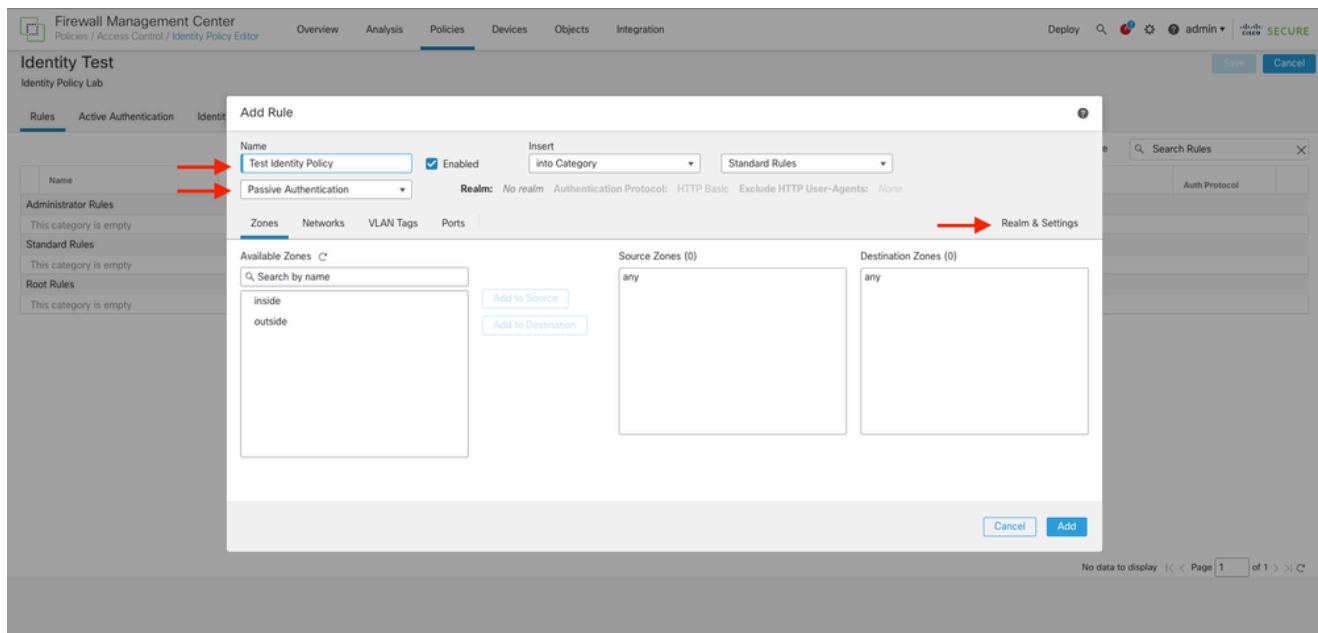 Firewall Management Center
Policies / Access Control / Identity Policy Editor
Overview Analysis Policies Devices Objects Integration
Deploy admin SECURE
Identity Test
Save Cancel
Identity Policy Lab
Rules Active Authentication Identit
Add Rule
Name
Insert
Test Identity Policy Enabled into Category Standard Rules
e Search Rules
Passive Authentication Realm: No realm Authentication Protocol: HTTP Basic Exclude HTTP User-Agents: None
Name
Auth Protocol
Administrator Rules
This category is empty
Standard Rules
This category is empty
Root Rules
This category is empty
Zones Networks VLAN Tags Ports Realm & Settings
Available Zones Source Zones (0) Destination Zones (0)
Search by name any any
inside
outside
Add to Source
Add to Destination
Cancel Add
No data to display |< < Page 1 of 1 > >|